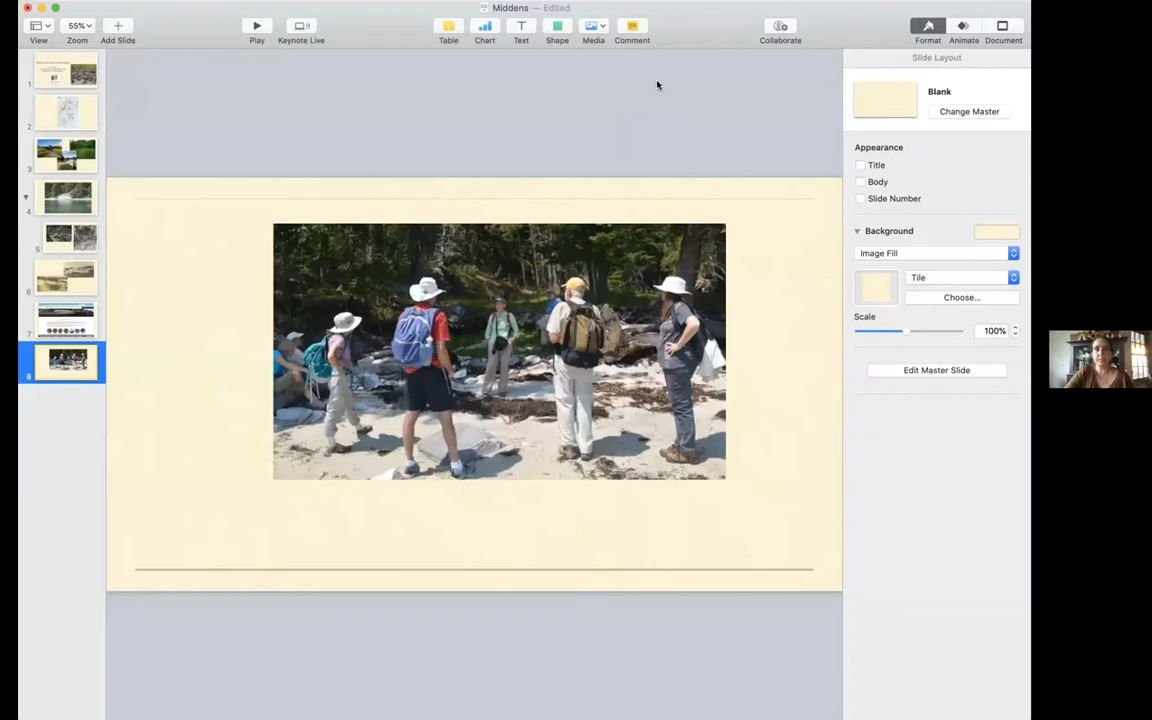 Middens — Edited
View
55%
Zoom
Add Slide
Play
Keynote Live
Table
Chart
Text
Shape
Media
Comment
Collaborate
Format
Animate
Document
Slide Layout
Blank
Change Master
Appearance
Title
Body
Slide Number
Background
Image Fill
Tile
Choose...
Scale
100%
Edit Master Slide
1
2
3
4
5
6
7
8